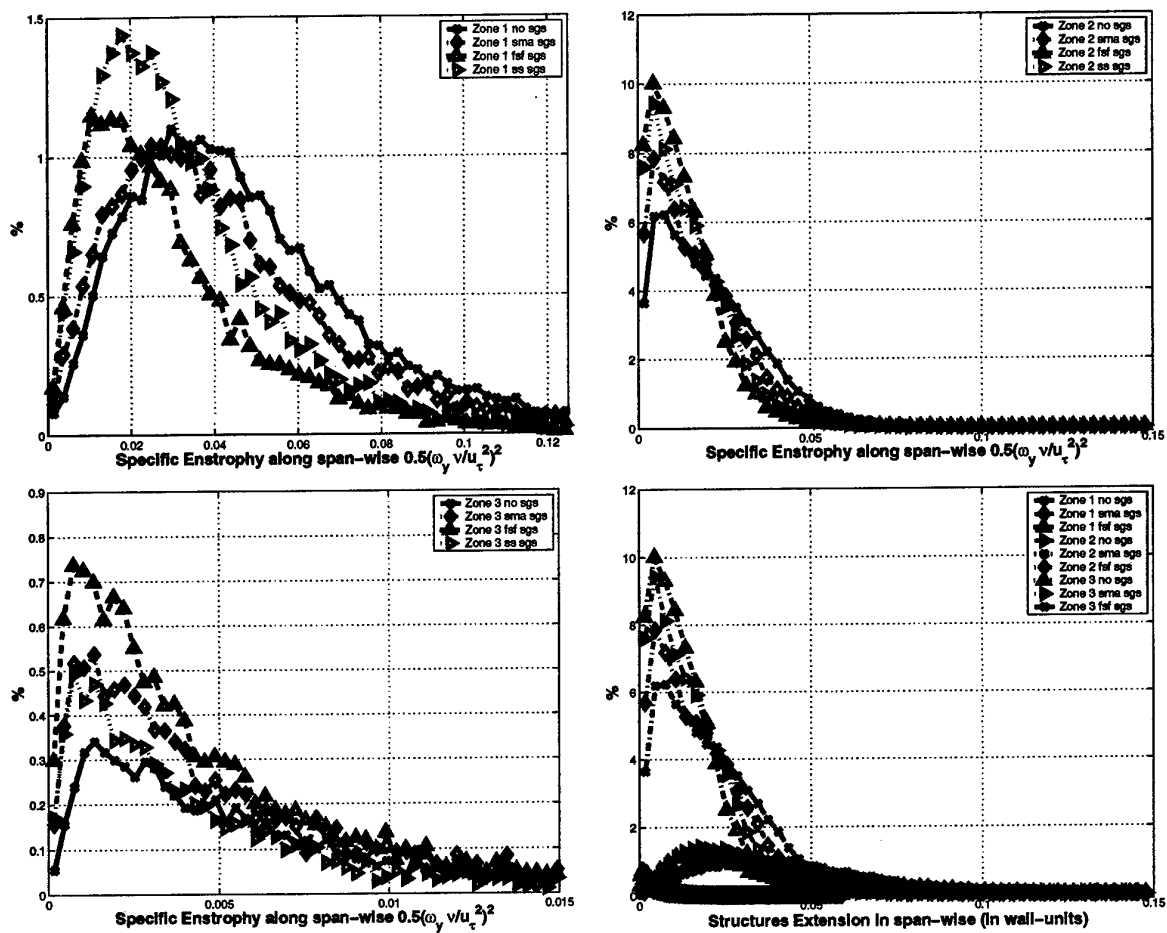 1.5
1
0.5
0
%
Zone 1 no sgs
Zone 1 sma sgs
Zone 1 fsf sgs
Zone 1 ss sgs
0 0.02 0.04 0.06 0.08 0.1 0.12
Specific Enstrophy along span-wise 0.5(ω_y ν/u_τ^2)^2
12
10
8
6
4
2
0
%
Zone 2 no sgs
Zone 2 sma sgs
Zone 2 fsf sgs
Zone 2 ss sgs
0 0.05 0.1 0.15
Specific Enstrophy along span-wise 0.5(ω_y ν/u_τ^2)^2
0.9
0.8
0.7
0.6
0.5
0.4
0.3
0.2
0.1
0
%
Zone 3 no sgs
Zone 3 sma sgs
Zone 3 fsf sgs
Zone 3 ss sgs
0 0.005 0.01 0.015
Specific Enstrophy along span-wise 0.5(ω_y ν/u_τ^2)^2
12
10
8
6
4
2
0
%
Zone 1 no sgs
Zone 1 sma sgs
Zone 1 fsf sgs
Zone 2 no sgs
Zone 2 sma sgs
Zone 2 fsf sgs
Zone 3 no sgs
Zone 3 sma sgs
Zone 3 fsf sgs
0 0.05 0.1 0.15
Structures Extension in span-wise (in wall-units)